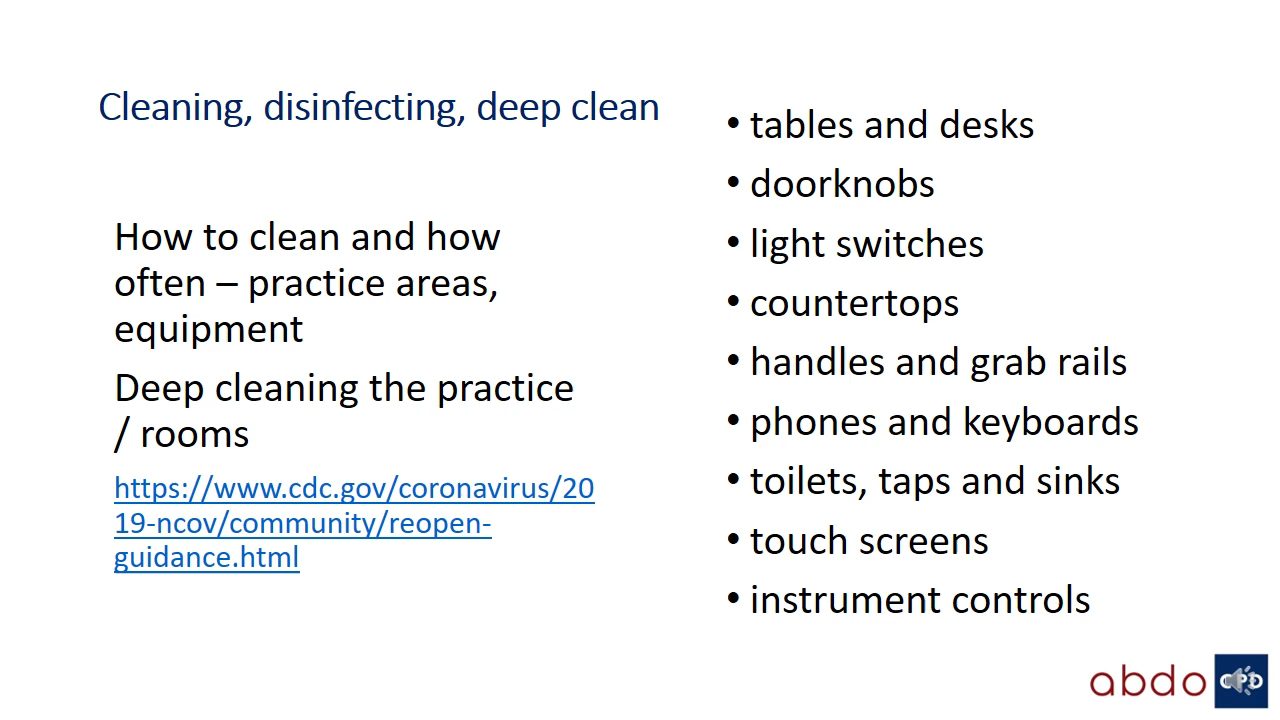 Cleaning, disinfecting, deep clean
How to clean and how
often – practice areas,
equipment
Deep cleaning the practice
/ rooms
https://www.cdc.gov/coronavirus/20
19-ncov/community/reopen-
guidance.html
• tables and desks
• doorknobs
• light switches
• countertops
• handles and grab rails
• phones and keyboards
• toilets, taps and sinks
• touch screens
• instrument controls
abdo CPD